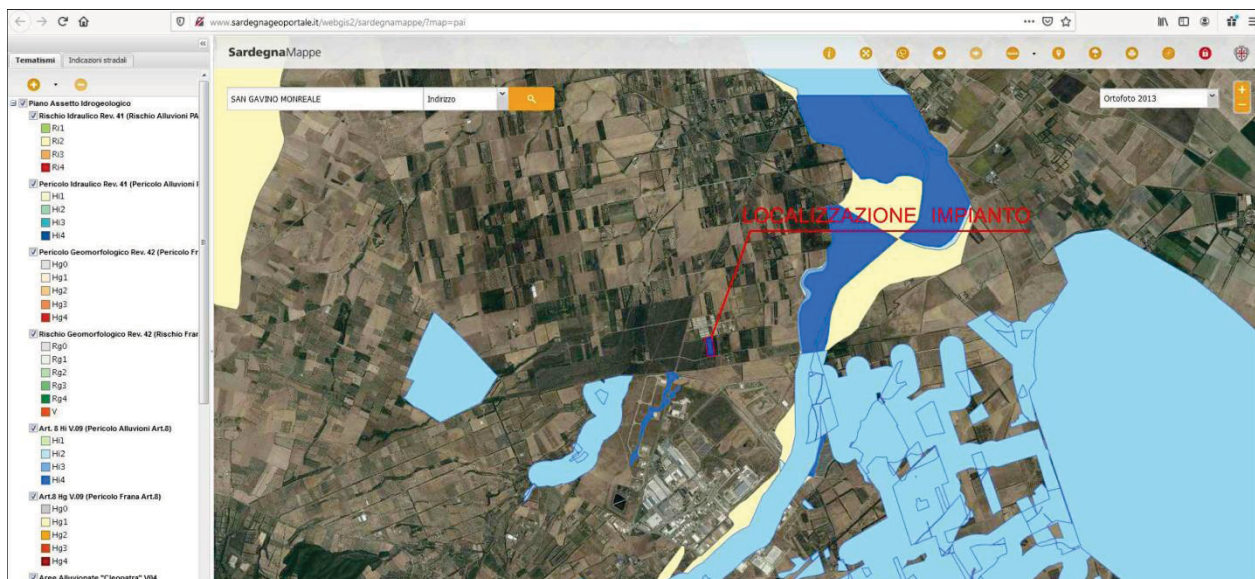 www.sardegnageoportale.it/webgis2/sardegnamappe/?map=pai
SardegnaMappe
Tematismi
Indicazioni stradali
Piano Assetto Idrogeologico
Rischio Idraulico Rev. 41 (Rischio Alluvioni PA
Ri1
Ri2
Ri3
Ri4
Pericolo Idraulico Rev. 41 (Pericolo Alluvioni
Hi1
Hi2
Hi3
Hi4
Pericolo Geomorfologico Rev. 42 (Pericolo Fr
Hg0
Hg1
Hg2
Hg3
Hg4
Rischio Geomorfologico Rev. 42 (Rischio Fra
Rg0
Rg1
Rg2
Rg3
Rg4
V
Art. 8 Hi V.09 (Pericolo Alluvioni Art.8)
Hi1
Hi2
Hi3
Hi4
Art.8 Hg V.09 (Pericolo Frana Art.8)
Hg0
Hg1
Hg2
Hg3
Hg4
Aree Alluvionate "Cleopatra" V04
SAN GAVINO MONREALE
Indirizzo
Ortofoto 2013
LOCALIZZAZIONE IMPIANTO